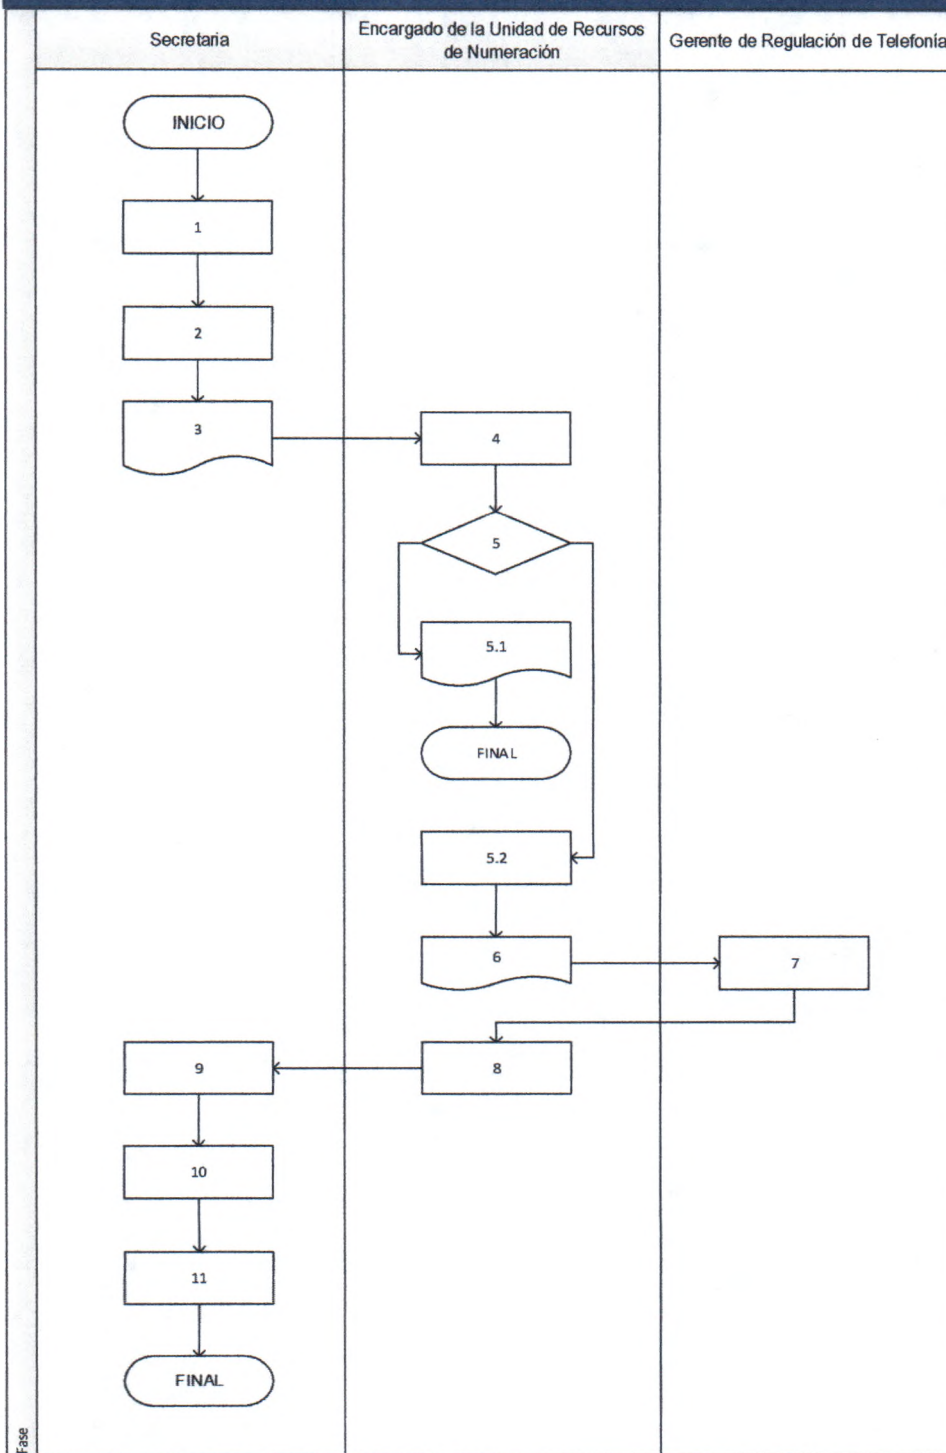 Secretaria
Encargado de la Unidad de Recursos
de Numeración
Gerente de Regulación de Telefonía
INICIO
1
2
3
4
5
5.1
FINAL
5.2
6
7
8
9
10
11
FINAL
Fase